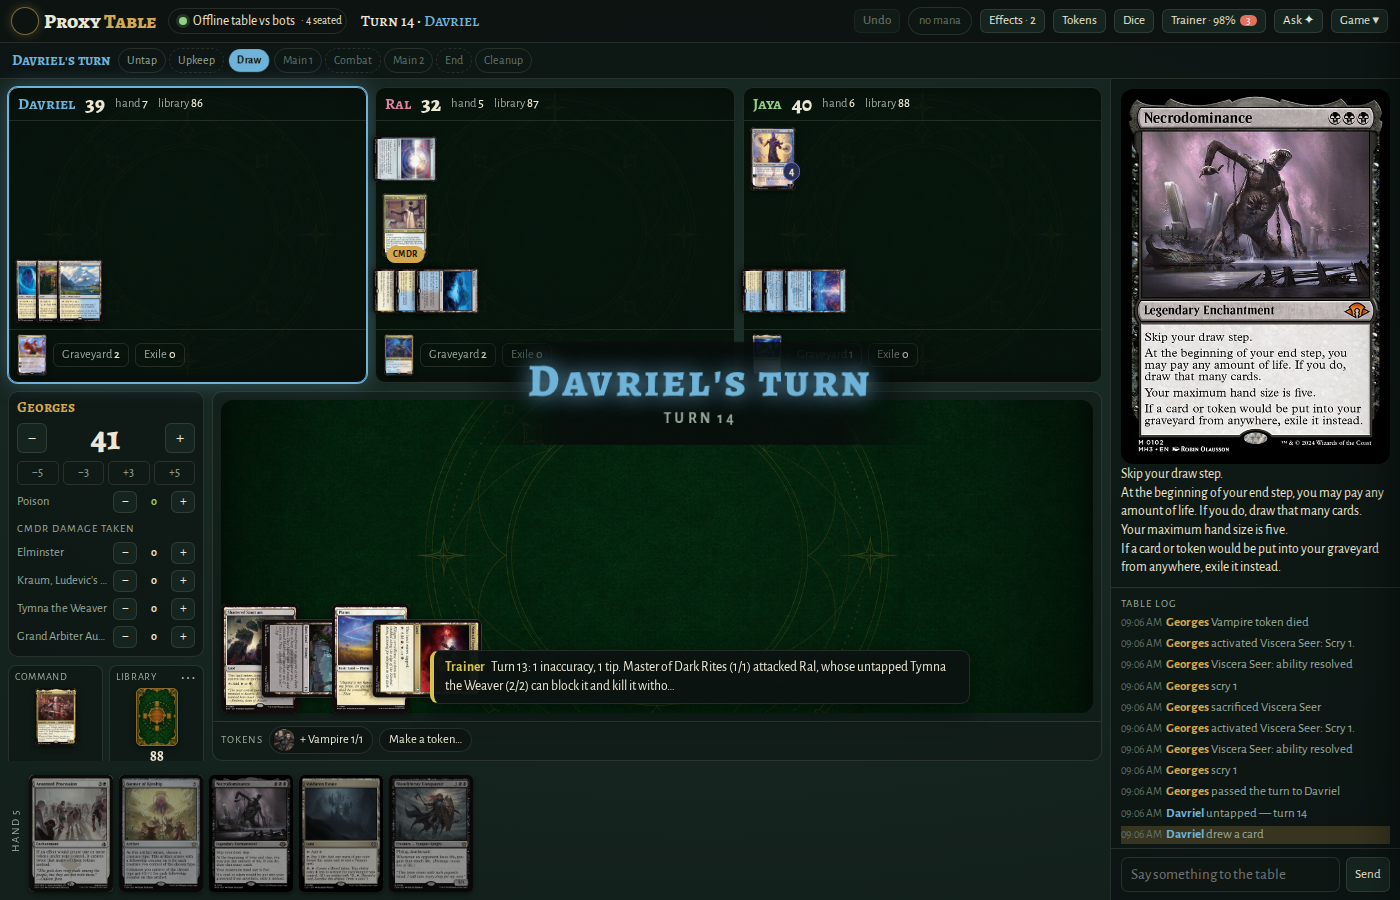 Proxy Table
Offline table vs bots · 4 seated
Turn 14 · Davriel
Undo
no mana
Effects · 2
Tokens
Dice
Trainer · 98% 3
Ask ✦
Game ▾
Davriel's turn
Untap
Upkeep
Draw
Main 1
Combat
Main 2
End
Cleanup
Davriel 39 hand 7 library 86
Graveyard 2
Exile 0
Ral 32 hand 5 library 87
CMDR
Graveyard 2
Exile 0
Jaya 40 hand 6 library 88
4
Graveyard 1
Exile 0
Davriel's turn
TURN 14
Georges
− 41 +
−5 −3 +3 +5
Poison − 0 +
CMDR DAMAGE TAKEN
Elminster − 0 +
Kraum, Ludevic's ... − 0 +
Tymna the Weaver − 0 +
Grand Arbiter Au... − 0 +
COMMAND
LIBRARY ...
88
Plains
Trainer Turn 13: 1 inaccuracy, 1 tip. Master of Dark Rites (1/1) attacked Ral, whose untapped Tymna
the Weaver (2/2) can block it and kill it witho...
TOKENS
+ Vampire 1/1
Make a token...
HAND 5
Necrodominance
Necrodominance
Legendary Enchantment
Skip your draw step.
At the beginning of your end step, you
may pay any amount of life. If you do,
draw that many cards.
Your maximum hand size is five.
If a card or token would be put into your
graveyard from anywhere, exile it instead.
M 0102
MH3 • EN Robin Olausson
™ & © 2024 Wizards of the Coast
Skip your draw step.
At the beginning of your end step, you may pay any
amount of life. If you do, draw that many cards.
Your maximum hand size is five.
If a card or token would be put into your graveyard
from anywhere, exile it instead.
TABLE LOG
09:06 AM Georges Vampire token died
09:06 AM Georges activated Viscera Seer: Scry 1.
09:06 AM Georges Viscera Seer: ability resolved
09:06 AM Georges scry 1
09:06 AM Georges sacrificed Viscera Seer
09:06 AM Georges activated Viscera Seer: Scry 1.
09:06 AM Georges Viscera Seer: ability resolved
09:06 AM Georges scry 1
09:06 AM Georges passed the turn to Davriel
09:06 AM Davriel untapped — turn 14
09:06 AM Davriel drew a card
Say something to the table
Send